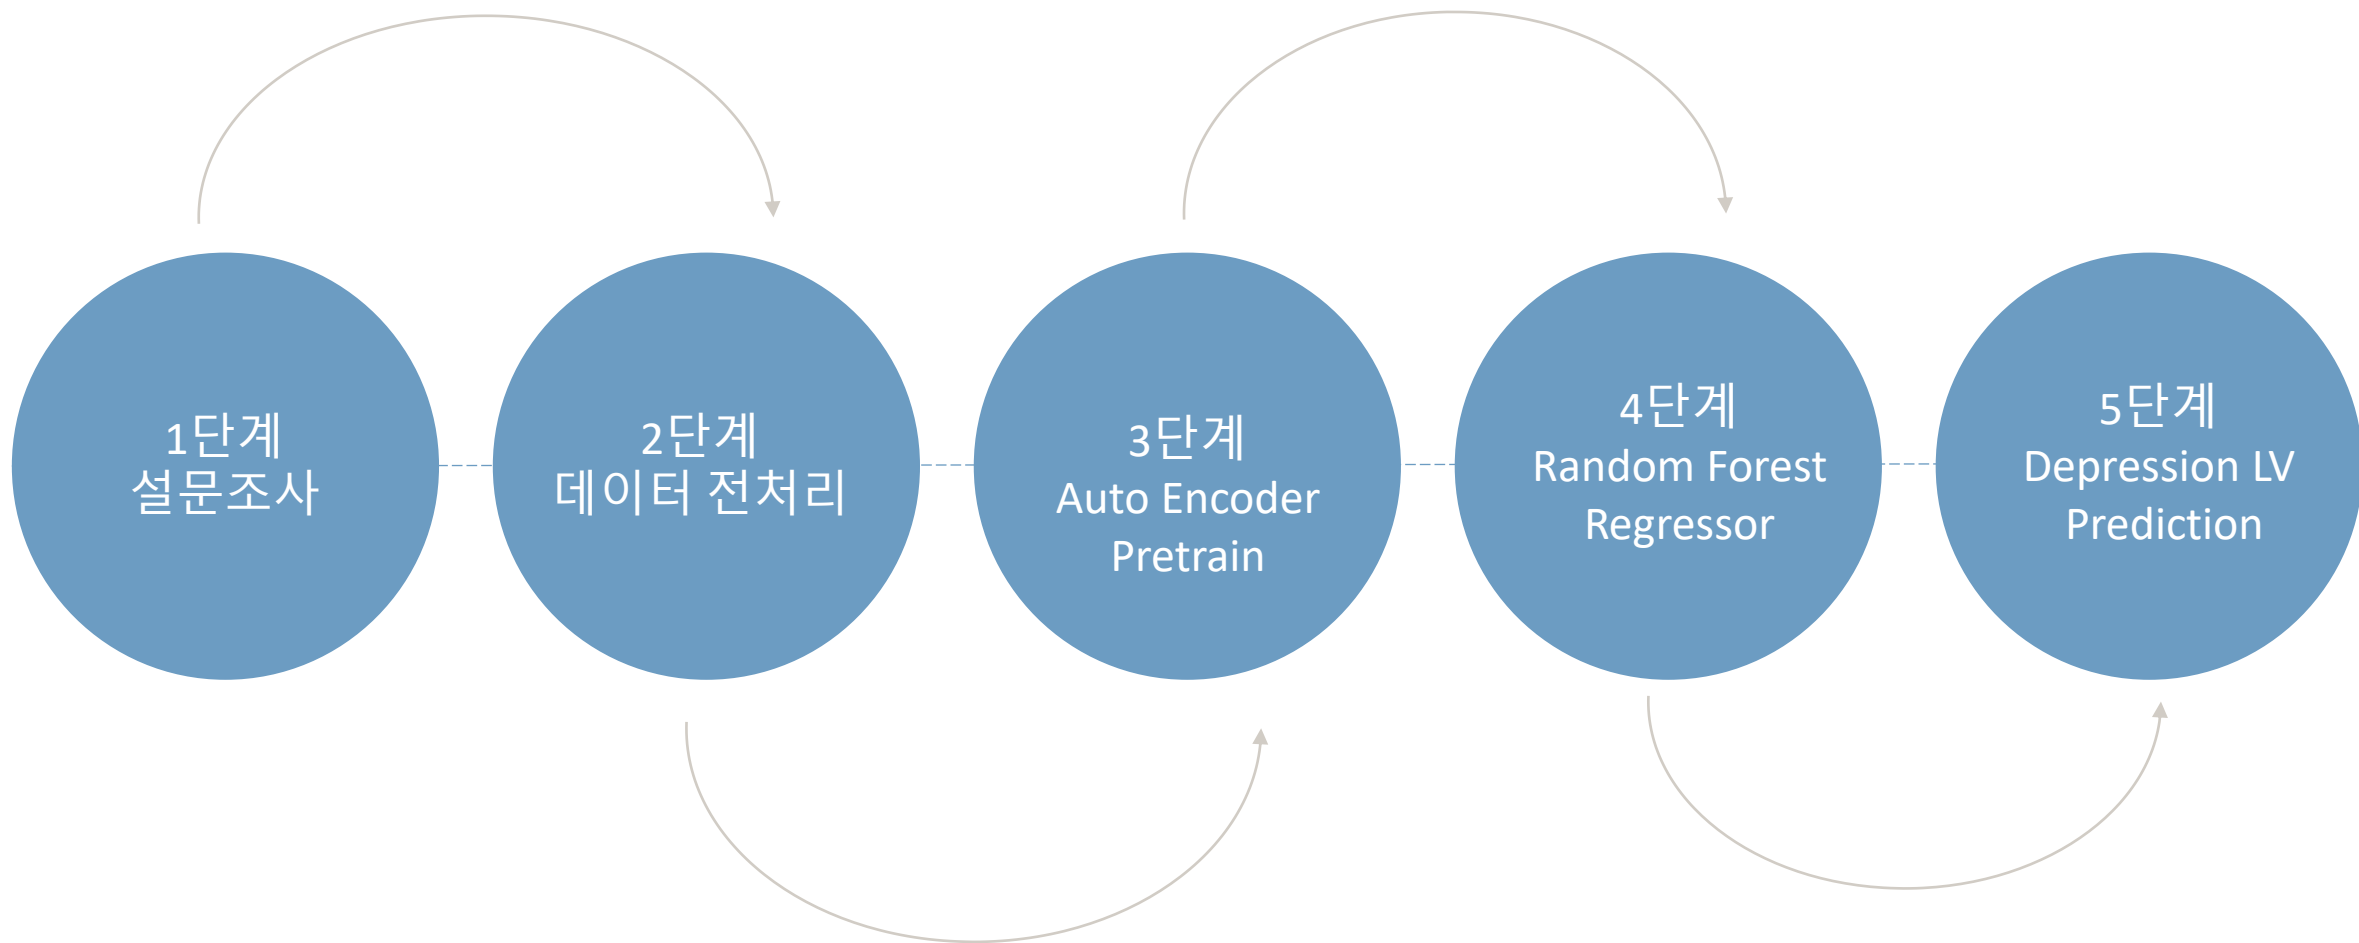 1단계
설문조사
2단계
데이터 전처리
3단계
Auto Encoder
Pretrain
4단계
Random Forest
Regressor
5단계
Depression LV
Prediction